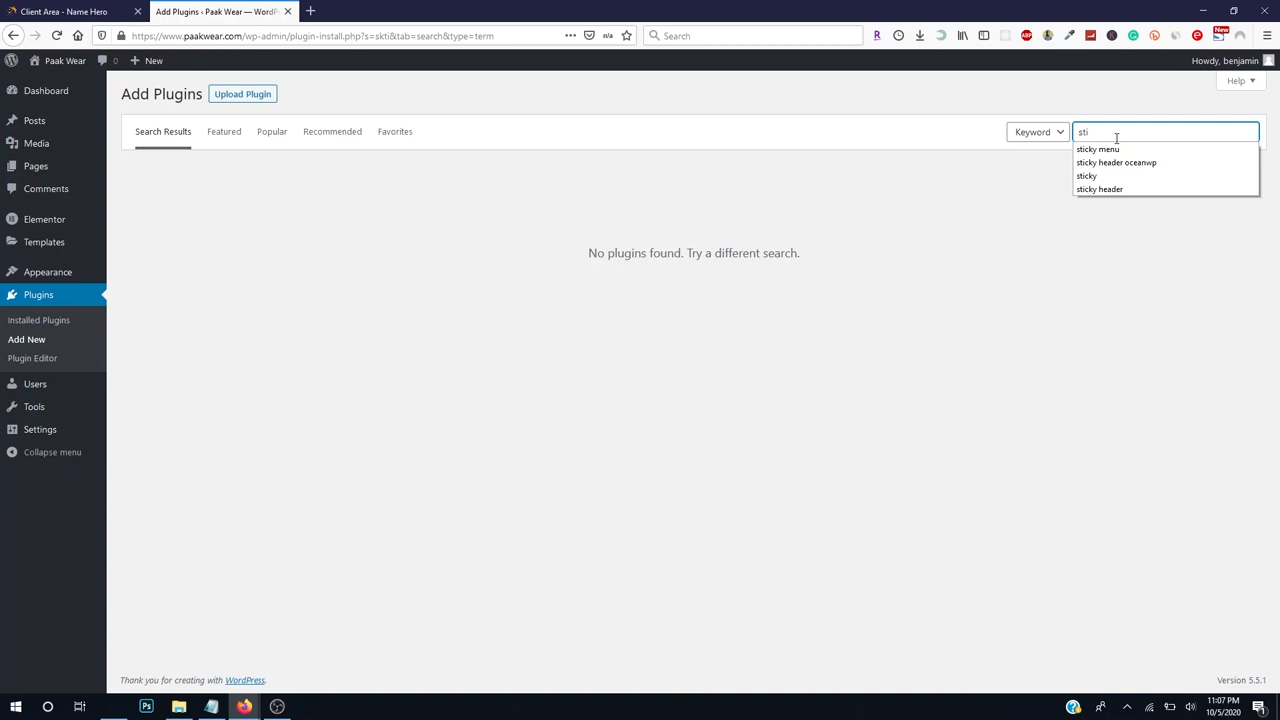 Client Area - Name Hero
Add Plugins ‹ Paak Wear — WordP
https://www.paakwear.com/wp-admin/plugin-install.php?s=skti&tab=search&type=term
n/a
Search
New
Paak Wear
0
New
Howdy, benjamin
Dashboard
Posts
Media
Pages
Comments
Elementor
Templates
Appearance
Plugins
Installed Plugins
Add New
Plugin Editor
Users
Tools
Settings
Collapse menu
Add Plugins
Upload Plugin
Help
Search Results
Featured
Popular
Recommended
Favorites
Keyword
sti
sticky menu
sticky header oceanwp
sticky
sticky header
No plugins found. Try a different search.
Thank you for creating with WordPress.
Version 5.5.1
Ps
11:07 PM
10/5/2020
1